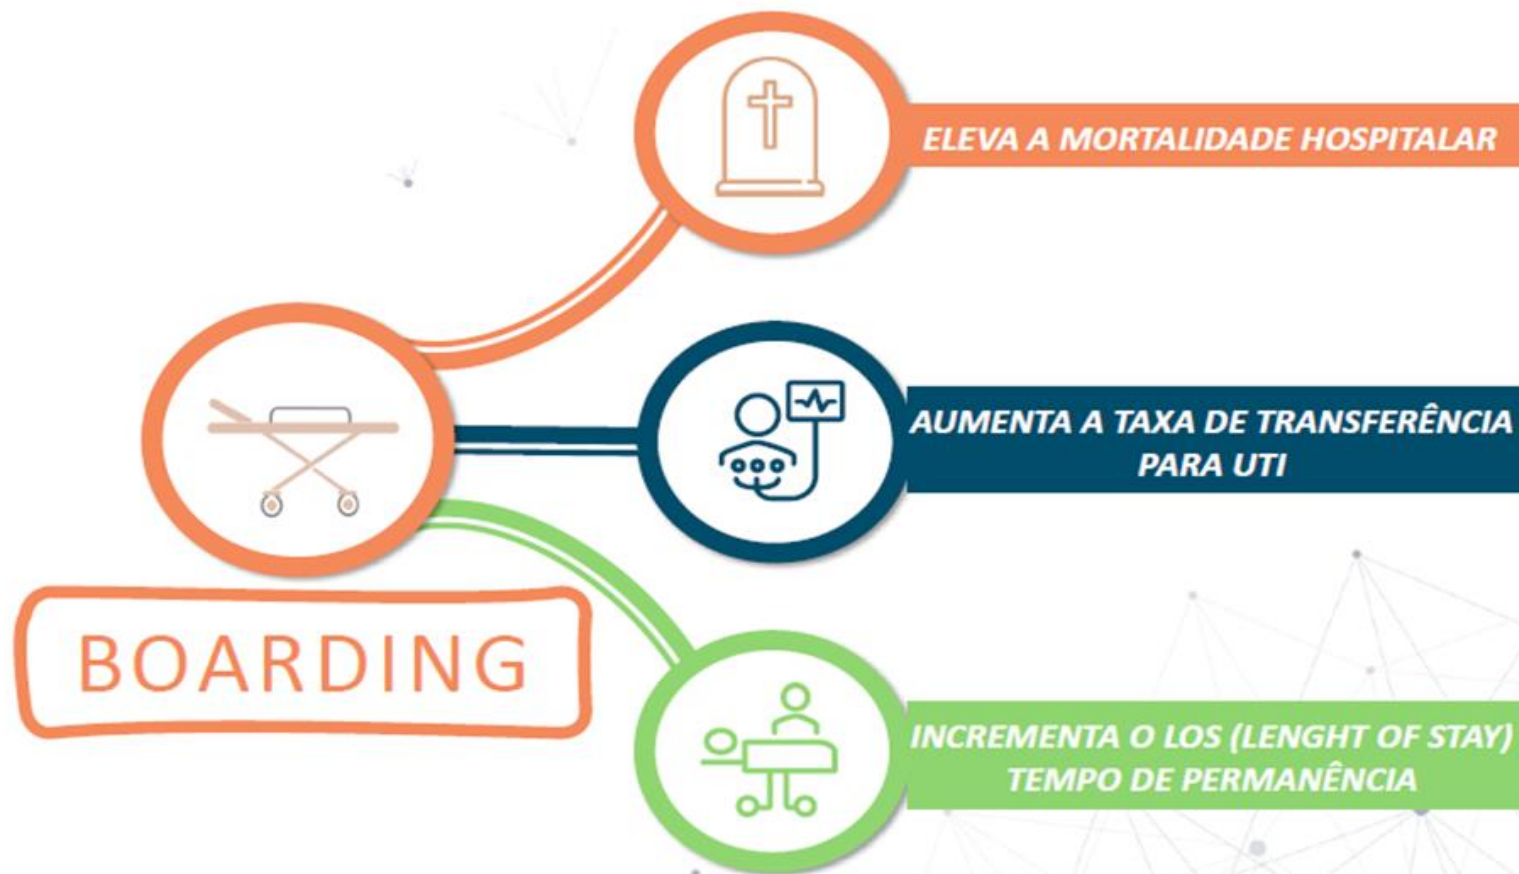 ELEVA A MORTALIDADE HOSPITALAR
AUMENTA A TAXA DE TRANSFERÊNCIA
PARA UTI
BOARDING
INCREMENTA O LOS (LENGHT OF STAY)
TEMPO DE PERMANÊNCIA